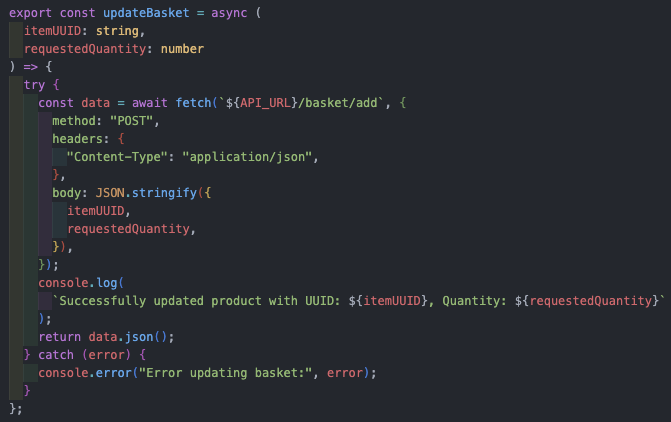 export const updateBasket = async (
  itemUUID: string,
  requestedQuantity: number
) => {
  try {
    const data = await fetch(`${API_URL}/basket/add`, {
      method: "POST",
      headers: {
        "Content-Type": "application/json",
      },
      body: JSON.stringify({
        itemUUID,
        requestedQuantity,
      }),
    });
    console.log(
      `Successfully updated product with UUID: ${itemUUID}, Quantity: ${requestedQuantity}`
    );
    return data.json();
  } catch (error) {
    console.error("Error updating basket:", error);
  }
};